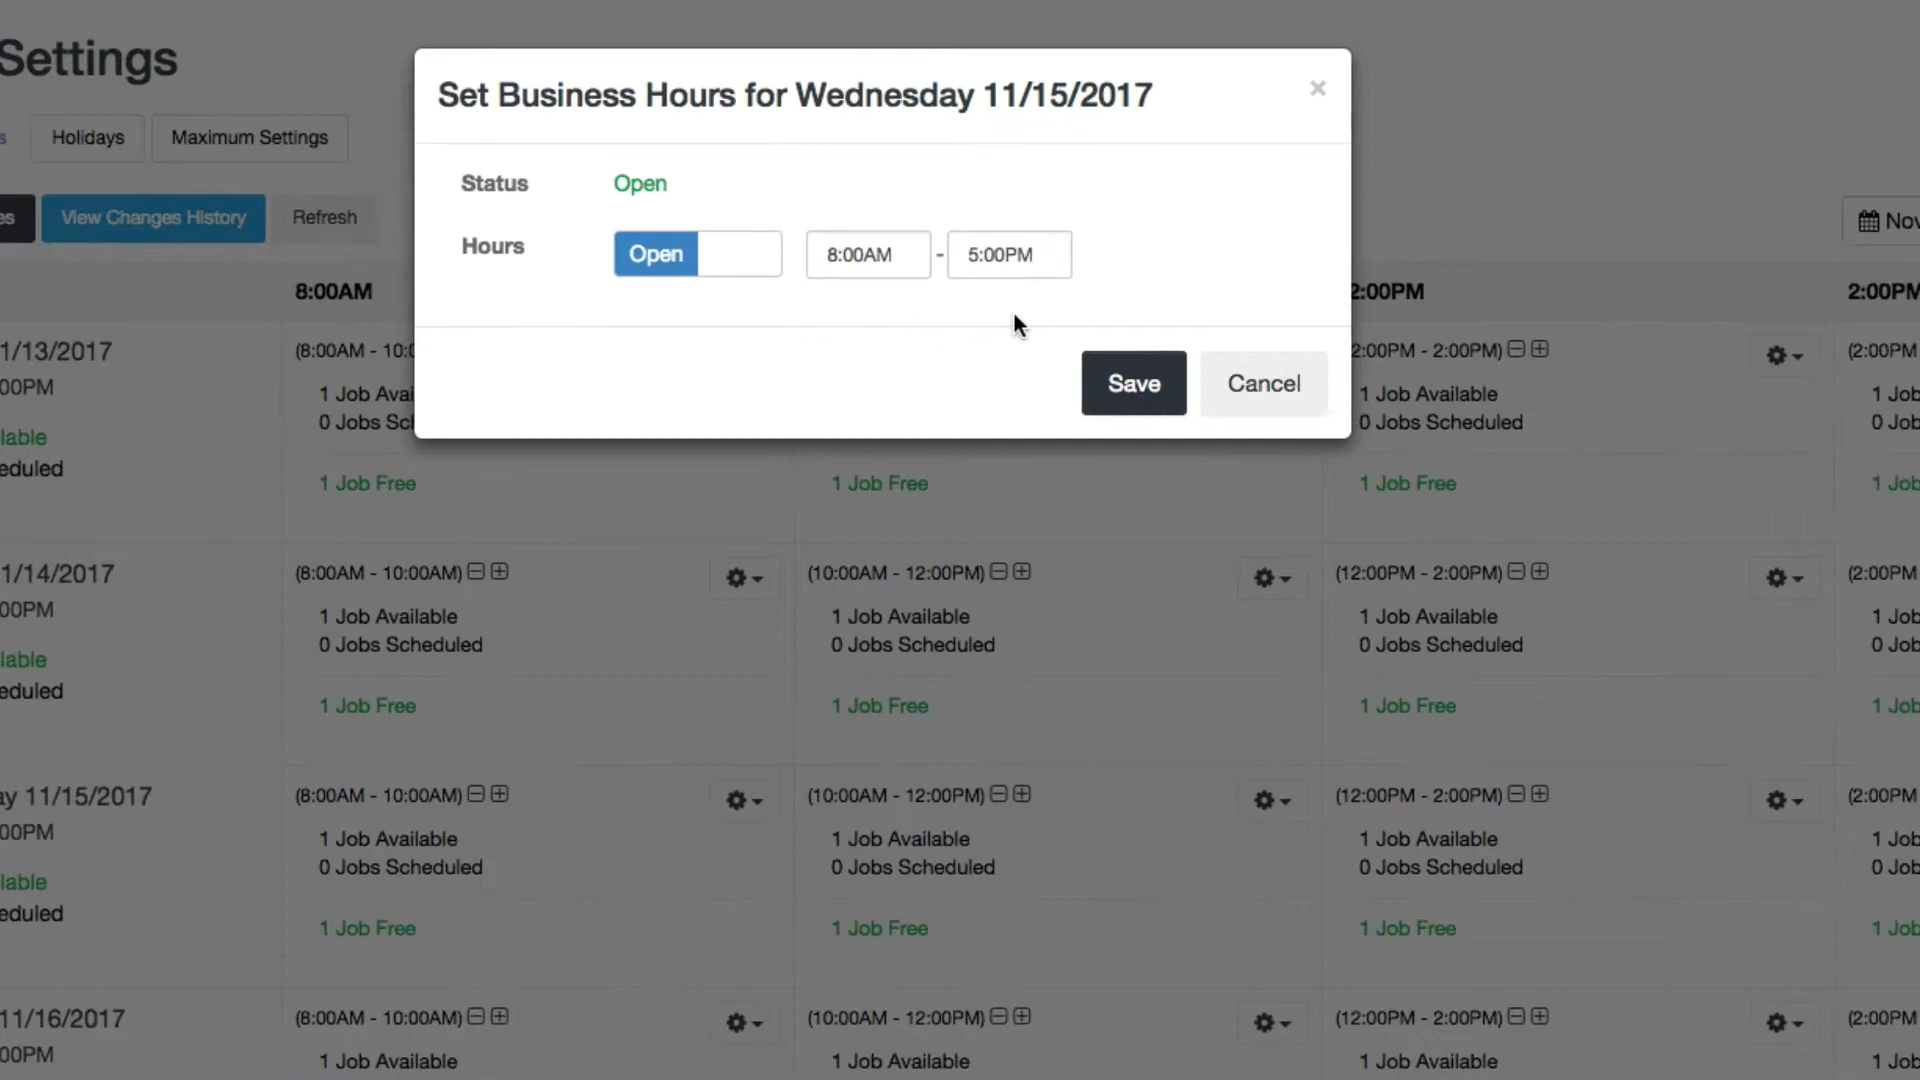 Settings
Set Business Hours for Wednesday 11/15/2017
×
Holidays
Maximum Settings
Status
Open
View Changes History
Refresh
Hours
Open
8:00AM
-
5:00PM
Save
Cancel
8:00AM
2:00PM
1/13/2017
00PM
(8:00AM - 10:0
2:00PM - 2:00PM)
(2:00PM
1 Job Avai
1 Job Available
1 Job
0 Jobs Sch
0 Jobs Scheduled
0 Job
lable
eduled
1 Job Free
1 Job Free
1 Job Free
1 Job
1/14/2017
00PM
(8:00AM - 10:00AM)
(10:00AM - 12:00PM)
(12:00PM - 2:00PM)
(2:00PM
1 Job Available
1 Job Available
1 Job Available
1 Job
0 Jobs Scheduled
0 Jobs Scheduled
0 Jobs Scheduled
0 Job
lable
eduled
1 Job Free
1 Job Free
1 Job Free
1 Job
ay 11/15/2017
00PM
(8:00AM - 10:00AM)
(10:00AM - 12:00PM)
(12:00PM - 2:00PM)
(2:00PM
1 Job Available
1 Job Available
1 Job Available
1 Job
0 Jobs Scheduled
0 Jobs Scheduled
0 Jobs Scheduled
0 Job
lable
eduled
1 Job Free
1 Job Free
1 Job Free
1 Job
11/16/2017
00PM
(8:00AM - 10:00AM)
(10:00AM - 12:00PM)
(12:00PM - 2:00PM)
(2:00PM
1 Job Available
1 Job Available
1 Job Available
1 Job